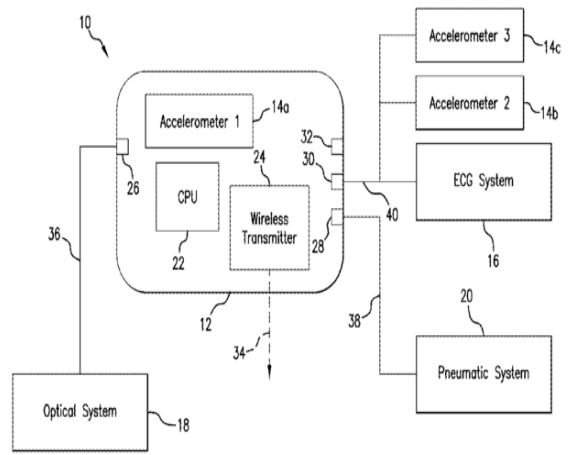 10
Accelerometer 3
14c
Accelerometer 1
14a
32
Accelerometer 2
14b
26
24
30
CPU
Wireless
Transmitter
ECG System
22
28
40
36
16
12
34
38
20
Pneumatic System
Optical System
18